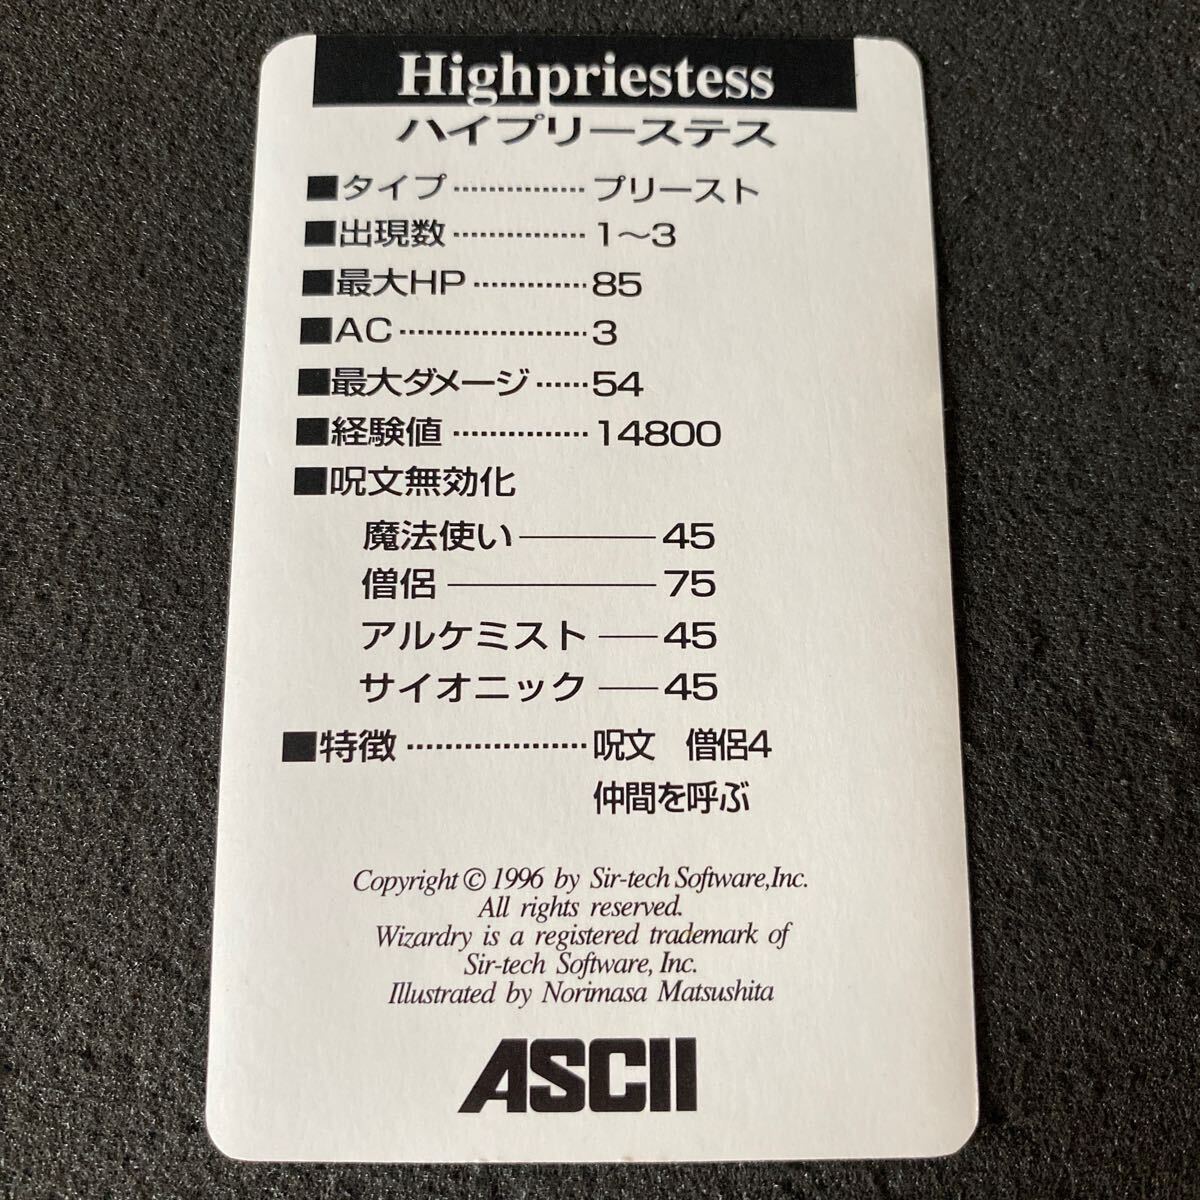 Highpriestess
ハイプリーステス
■タイプ……………プリースト
■出現数……………1〜3
■最大HP…………85
■AC…………………3
■最大ダメージ……54
■経験値……………14800
■呪文無効化
魔法使い———45
僧侶————75
アルケミスト——45
サイオニック——45
■特徴…………………呪文 僧侶4
仲間を呼ぶ
Copyright © 1996 by Sir-tech Software,Inc.
All rights reserved.
Wizardry is a registered trademark of
Sir-tech Software, Inc.
Illustrated by Norimasa Matsushita
ASCII